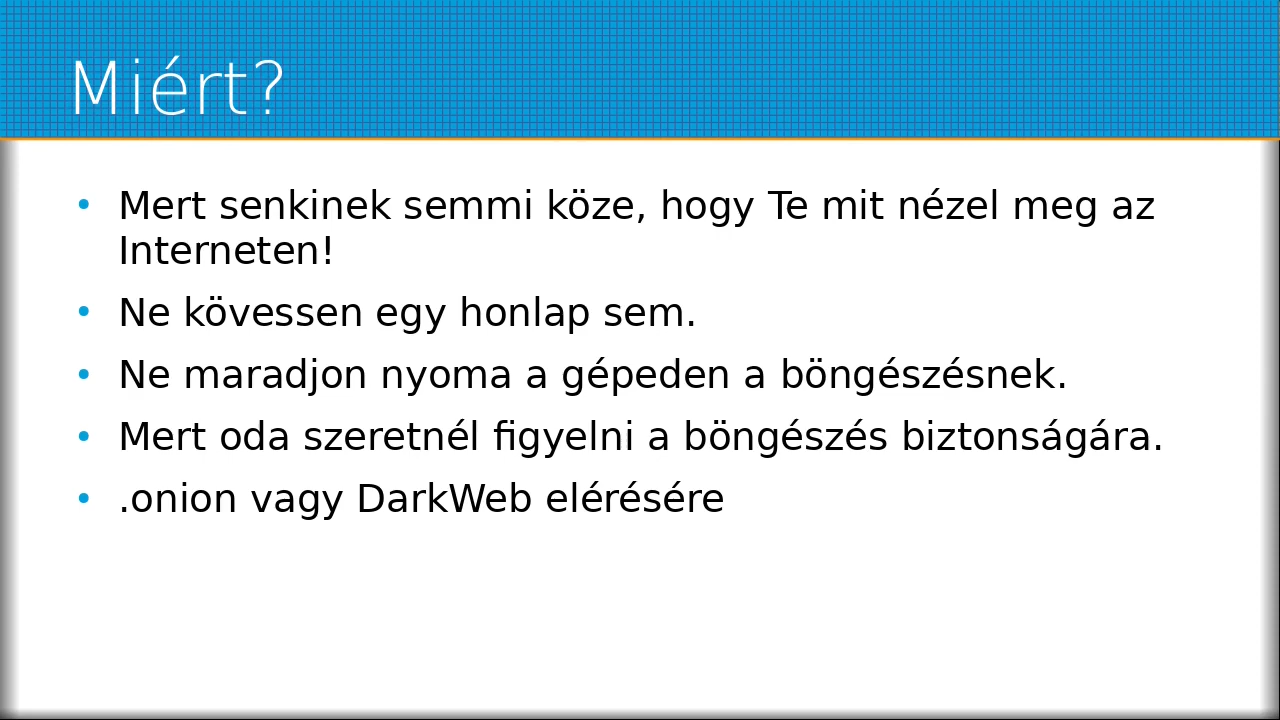 Miért?
Mert senkinek semmi köze, hogy Te mit nézel meg az
Interneten!
Ne kövessen egy honlap sem.
Ne maradjon nyoma a gépeden a böngészésnek.
Mert oda szeretnél figyelni a böngészés biztonságára.
.onion vagy DarkWeb elérésére